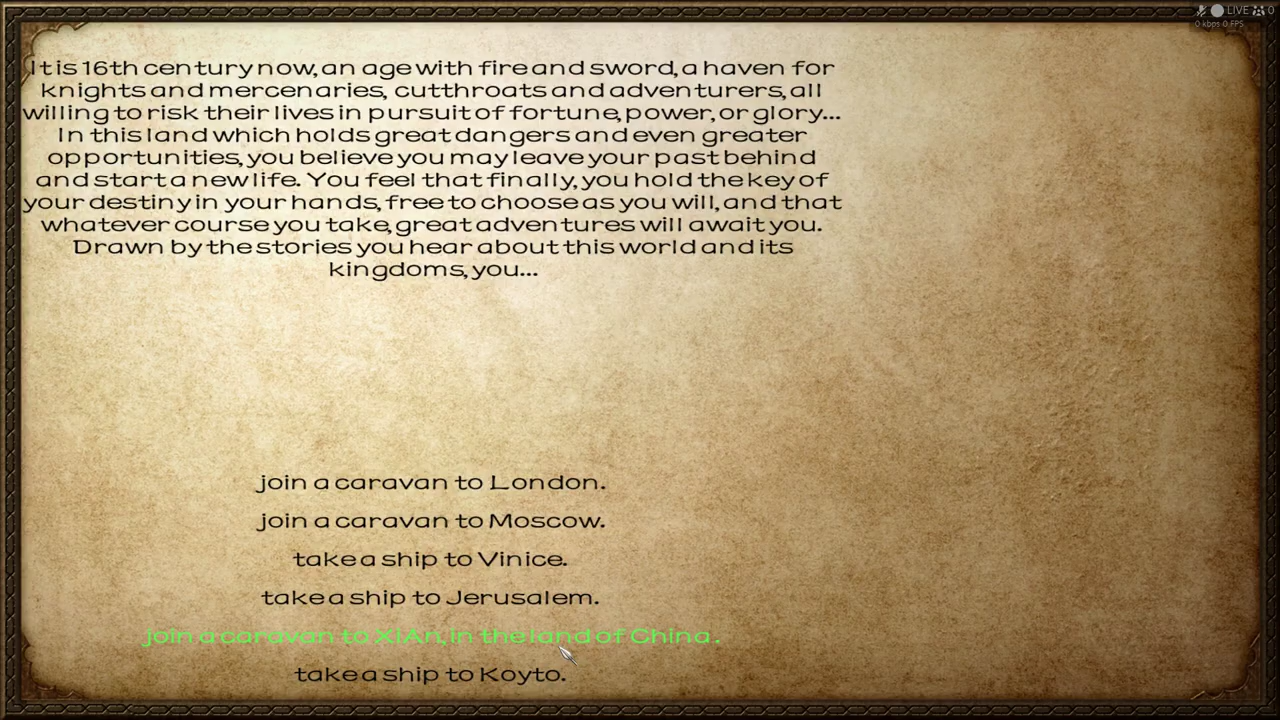 LIVE 0
0 kbps 0 FPS
It is 16th century now, an age with fire and sword, a haven for
knights and mercenaries, cutthroats and adventurers, all
willing to risk their lives in pursuit of fortune, power, or glory...
In this land which holds great dangers and even greater
opportunities, you believe you may leave your past behind
and start a new life. You feel that finally, you hold the key of
your destiny in your hands, free to choose as you will, and that
whatever course you take, great adventures will await you.
Drawn by the stories you hear about this world and its
kingdoms, you...
join a caravan to London.
join a caravan to Moscow.
take a ship to Vinice.
take a ship to Jerusalem.
join a caravan to XiAn, in the land of China .
take a ship to Koyto.